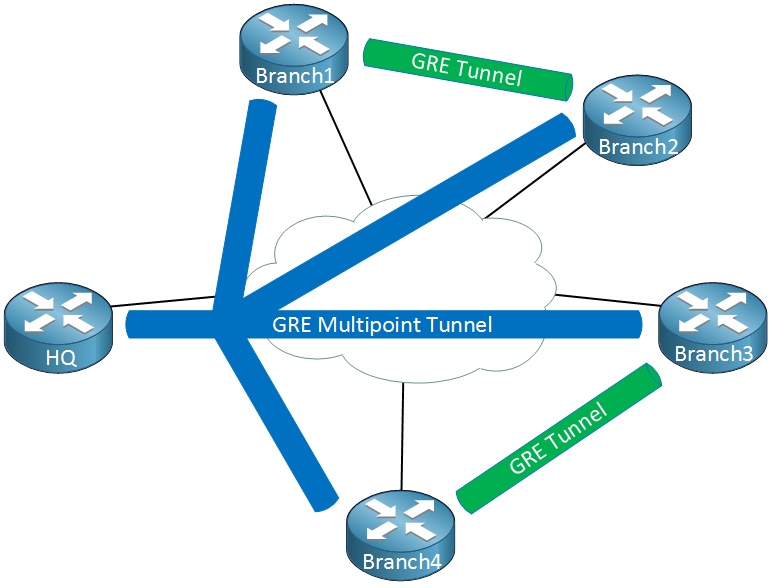 Branch1
GRE Tunnel
Branch2
GRE Multipoint Tunnel
HQ
Branch3
GRE Tunnel
Branch4